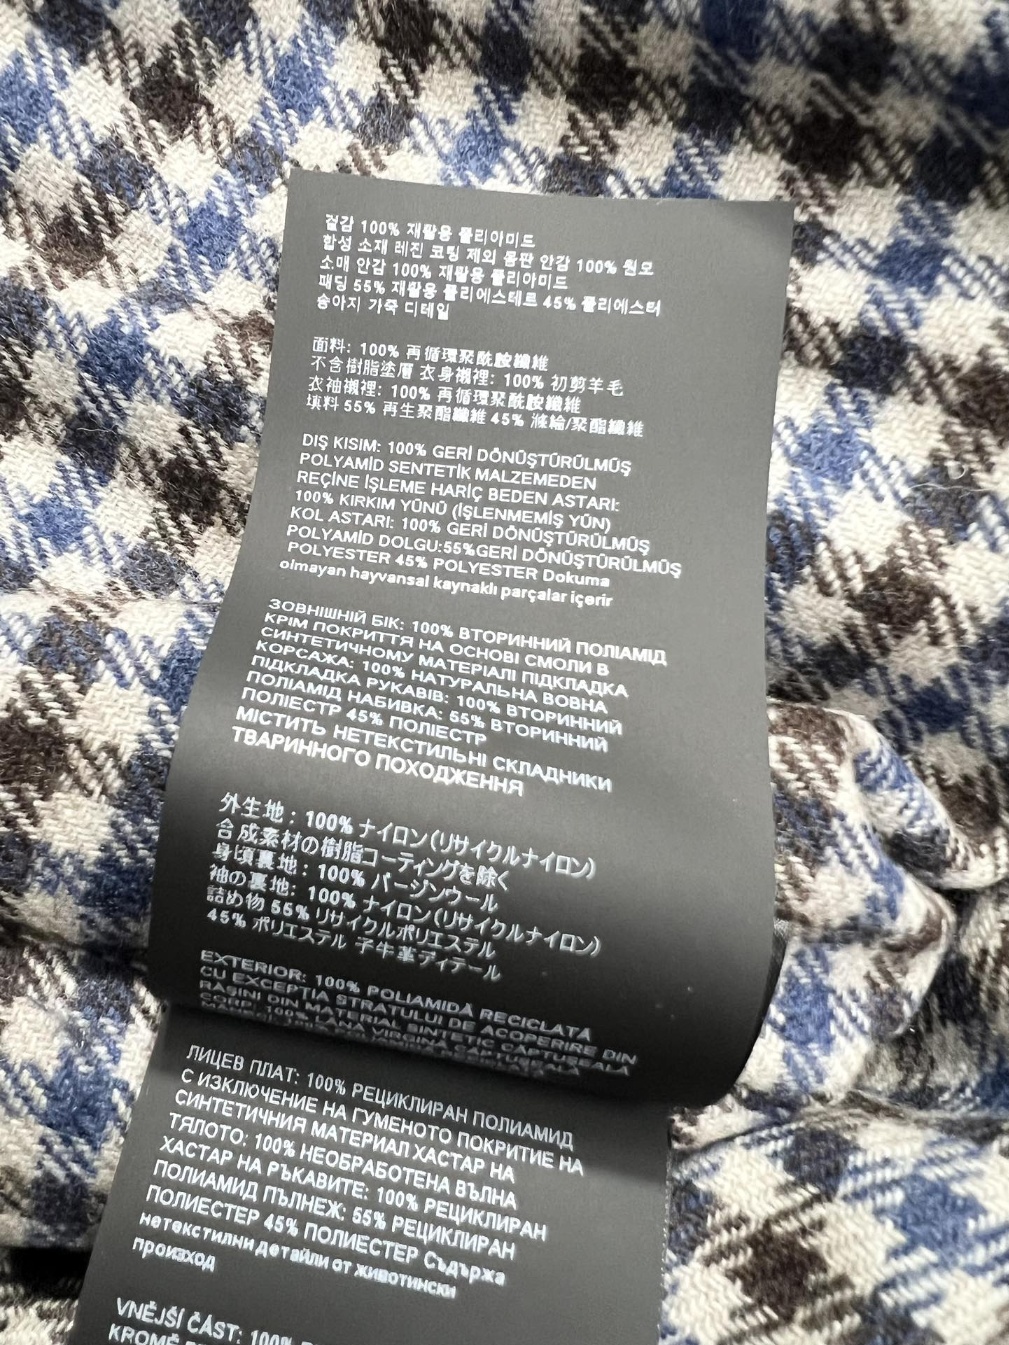 겉감 100% 재활용 폴리아미드
합성 소재 레진 코팅 제외 몸판 안감 100% 원모
소매 안감 100% 재활용 폴리아미드
패딩 55% 재활용 폴리에스테르 45% 폴리에스터
송아지 가죽 디테일
面料: 100% 再循環聚酰胺纖維
不含樹脂塗層 衣身襯裡: 100% 初剪羊毛
衣袖襯裡: 100% 再循環聚酰胺纖維
填料 55% 再生聚酯纖維 45% 滌綸/聚酯纖維
DIŞ KISIM: 100% GERİ DÖNÜŞTÜRÜLMÜŞ
POLYAMİD SENTETİK MALZEMEDEN
REÇİNE İŞLEME HARİÇ BEDEN ASTARI:
100% KIRKIM YÜNÜ (İŞLENMEMİŞ YÜN)
KOL ASTARI: 100% GERİ DÖNÜŞTÜRÜLMÜŞ
POLYAMİD DOLGU:55%GERİ DÖNÜŞTÜRÜLMÜŞ
POLYESTER 45% POLYESTER Dokuma
olmayan hayvansal kaynaklı parçalar içerir
ЗОВНІШНІЙ БІК: 100% ВТОРИННИЙ ПОЛІАМІД
КРІМ ПОКРИТТЯ НА ОСНОВІ СМОЛИ В
СИНТЕТИЧНОМУ МАТЕРІАЛІ ПІДКЛАДКА
КОРСАЖА: 100% НАТУРАЛЬНА ВОВНА
ПІДКЛАДКА РУКАВІВ: 100% ВТОРИННИЙ
ПОЛІАМІД НАБИВКА: 55% ВТОРИННИЙ
ПОЛІЕСТР 45% ПОЛІЕСТР
МІСТИТЬ НЕТЕКСТИЛЬНІ СКЛАДНИКИ
ТВАРИННОГО ПОХОДЖЕННЯ
外生地: 100% ナイロン(リサイクルナイロン)
合成素材の樹脂コーティングを除く
身頃裏地: 100% バージンウール
袖の裏地: 100% ナイロン(リサイクルナイロン)
詰め物 55% リサイクルポリエステル
45% ポリエステル 子牛革ディテール
EXTERIOR: 100% POLIAMIDĂ RECICLATĂ
CU EXCEPŢIA STRATULUI DE ACOPERIRE DIN
RĂŞINI DIN MATERIAL SINTETIC CĂPTUŞEALĂ
100% LÂNĂ VIRGINĂ CĂPTUŞEALĂ
ЛИЦЕВ ПЛАТ: 100% РЕЦИКЛИРАН ПОЛИАМИД
С ИЗКЛЮЧЕНИЕ НА ГУМЕНОТО ПОКРИТИЕ НА
СИНТЕТИЧНИЯ МАТЕРИАЛ ХАСТАР НА
ТЯЛОТО: 100% НЕОБРАБОТЕНА ВЪЛНА
ХАСТАР НА РЪКАВИТЕ: 100% РЕЦИКЛИРАН
ПОЛИАМИД ПЪЛНЕЖ: 55% РЕЦИКЛИРАН
ПОЛИЕСТЕР 45% ПОЛИЕСТЕР Съдържа
нетекстилни детайли от животински
произход
VNĚJŠÍ ČÁST: 100%
KROMĚ